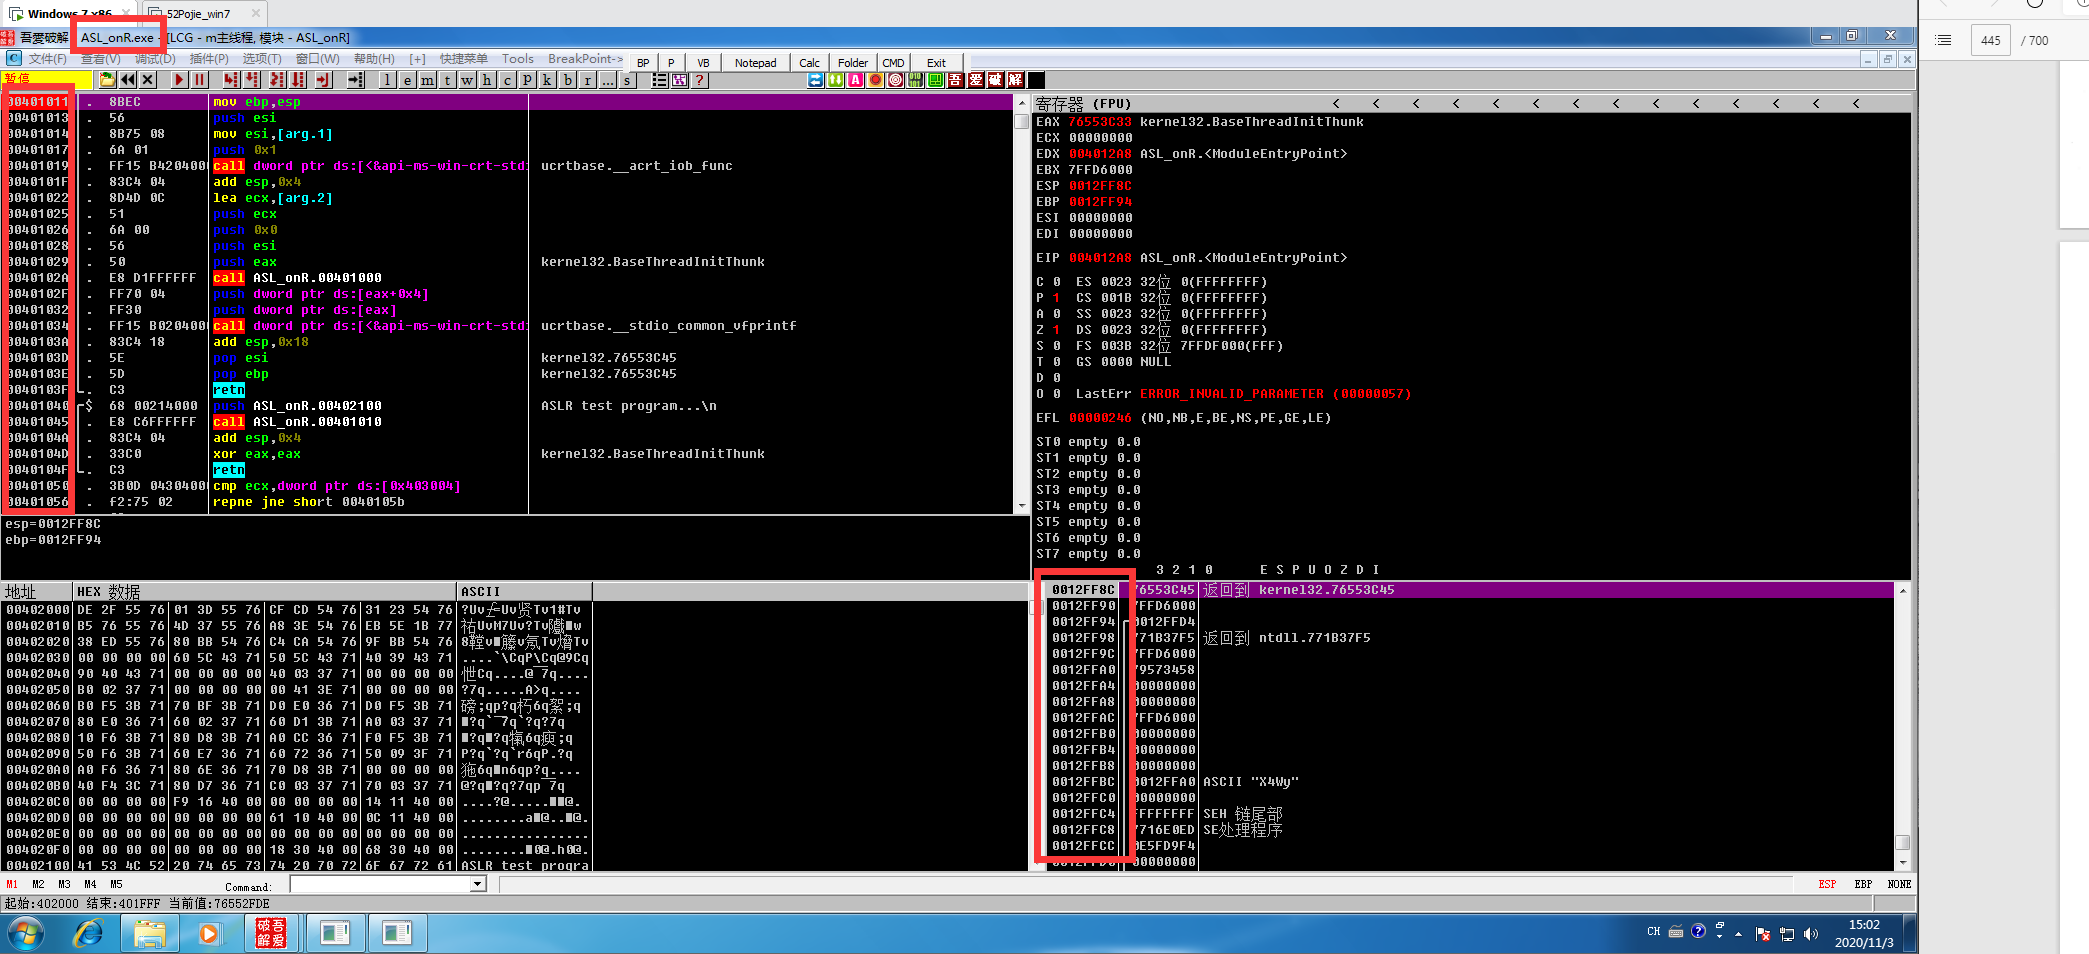 Windows 7 x86
52Pojie_win7
445 / 700
吾愛破解 ASL_onR.exe - [LCG - m主线程, 模块 - ASL_onR]
文件(F) 查看(V) 调试(D) 插件(P) 选项(T) 窗口(W) 帮助(H) [+] 快捷菜单 Tools BreakPoint-> BP P VB Notepad Calc Folder CMD Exit
暂停 l e m t w h c p k b r ... s ? 吾 爱 破 解
00401011 . 8BEC mov ebp,esp
00401013 . 56 push esi
00401014 . 8B75 08 mov esi,[arg.1]
00401017 . 6A 01 push 0x1
00401019 . FF15 B4204000 call dword ptr ds:[<&api-ms-win-crt-std: ucrtbase.__acrt_iob_func
0040101F . 83C4 04 add esp,0x4
00401022 . 8D4D 0C lea ecx,[arg.2]
00401025 . 51 push ecx
00401026 . 6A 00 push 0x0
00401028 . 56 push esi
00401029 . 50 push eax kernel32.BaseThreadInitThunk
0040102A . E8 D1FFFFFF call ASL_onR.00401000
0040102F . FF70 04 push dword ptr ds:[eax+0x4]
00401032 . FF30 push dword ptr ds:[eax]
00401034 . FF15 B0204000 call dword ptr ds:[<&api-ms-win-crt-std: ucrtbase.__stdio_common_vfprintf
0040103A . 83C4 18 add esp,0x18
0040103D . 5E pop esi kernel32.76553C45
0040103E . 5D pop ebp kernel32.76553C45
0040103F . C3 retn
00401040 $ 68 00214000 push ASL_onR.00402100 ASLR test program...\n
00401045 . E8 C6FFFFFF call ASL_onR.00401010
0040104A . 83C4 04 add esp,0x4
0040104D . 33C0 xor eax,eax kernel32.BaseThreadInitThunk
0040104F . C3 retn
00401050 . 3B0D 04304000 cmp ecx,dword ptr ds:[0x403004]
00401056 . f2:75 02 repne jne short 0040105b
esp=0012FF8C
ebp=0012FF94
寄存器 (FPU) < < < < < < < < < < < < < <
EAX 76553C33 kernel32.BaseThreadInitThunk
ECX 00000000
EDX 004012A8 ASL_onR.<ModuleEntryPoint>
EBX 7FFD6000
ESP 0012FF8C
EBP 0012FF94
ESI 00000000
EDI 00000000
EIP 004012A8 ASL_onR.<ModuleEntryPoint>
C 0 ES 0023 32位 0(FFFFFFFF)
P 1 CS 001B 32位 0(FFFFFFFF)
A 0 SS 0023 32位 0(FFFFFFFF)
Z 1 DS 0023 32位 0(FFFFFFFF)
S 0 FS 003B 32位 7FFDF000(FFF)
T 0 GS 0000 NULL
D 0
O 0 LastErr ERROR_INVALID_PARAMETER (00000057)
EFL 00000246 (NO,NB,E,BE,NS,PE,GE,LE)
ST0 empty 0.0
ST1 empty 0.0
ST2 empty 0.0
ST3 empty 0.0
ST4 empty 0.0
ST5 empty 0.0
ST6 empty 0.0
ST7 empty 0.0
3 2 1 0 E S P U O Z D I
地址 HEX 数据 ASCII
00402000 DE 2F 55 76 01 3D 55 76 CF CD 54 76 31 23 54 76
00402010 B5 76 55 76 4D 37 55 76 A8 3E 54 76 EB 5E 1B 77
00402020 38 ED 55 76 80 BB 54 76 C4 CA 54 76 9F BB 54 76
00402030 00 00 00 00 60 5C 43 71 50 5C 43 71 40 39 43 71 ....`\CqP\Cq@9Cq
00402040 90 40 43 71 00 00 00 00 40 03 37 71 00 00 00 00
00402050 B0 02 37 71 00 00 00 00 00 41 3E 71 00 00 00 00 ?7q.....A>q....
00402060 B0 F5 3B 71 70 BF 3B 71 D0 E0 36 71 D0 F5 3B 71
00402070 80 E0 36 71 60 02 37 71 60 D1 3B 71 A0 03 37 71
00402080 10 F6 3B 71 80 D8 3B 71 A0 CC 36 71 F0 F5 3B 71
00402090 50 F6 3B 71 60 E7 36 71 60 72 36 71 50 09 3F 71 P?q`?q`r6qP.?q
004020A0 A0 F6 36 71 80 6E 36 71 70 D8 3B 71 00 00 00 00
004020B0 40 F4 3C 71 80 D7 36 71 C0 03 37 71 70 03 37 71
004020C0 00 00 00 00 F9 16 40 00 00 00 00 00 14 11 40 00
004020D0 00 00 00 00 00 00 00 00 61 10 40 00 0C 11 40 00
004020E0 00 00 00 00 00 00 00 00 00 00 00 00 00 00 00 00 ................
004020F0 00 00 00 00 00 00 00 00 18 30 40 00 68 30 40 00
00402100 41 53 4C 52 20 74 65 73 74 20 70 72 6F 67 72 61 ASLR test progra
0012FF8C 76553C45 返回到 kernel32.76553C45
0012FF90 7FFD6000
0012FF94 0012FFD4
0012FF98 771B37F5 返回到 ntdll.771B37F5
0012FF9C 7FFD6000
0012FFA0 79573458
0012FFA4 00000000
0012FFA8 00000000
0012FFAC 7FFD6000
0012FFB0 00000000
0012FFB4 00000000
0012FFB8 00000000
0012FFBC 0012FFA0 ASCII "X4Wy"
0012FFC0 00000000
0012FFC4 FFFFFFFF SEH 链尾部
0012FFC8 7716E0ED SE处理程序
0012FFCC 0E5FD9F4
0012FFD0 00000000
M1 M2 M3 M4 M5 Command: ESP EBP NONE
起始:402000 结束:401FFF 当前值:76552FDE
破爱解 CH 15:02
2020/11/3